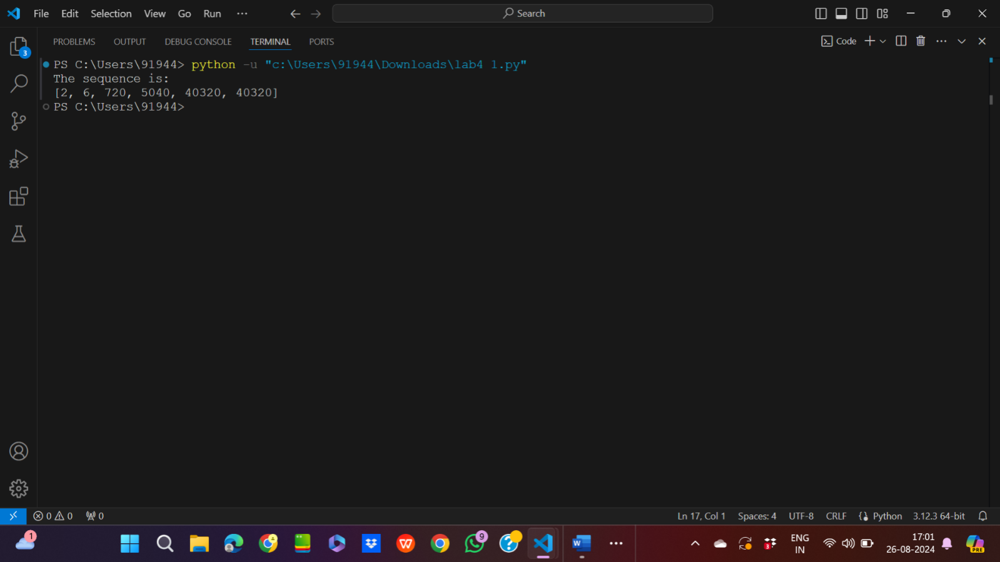 File Edit Selection View Go Run ··· Search
PROBLEMS OUTPUT DEBUG CONSOLE TERMINAL PORTS Code
3
PS C:\Users\91944> python -u "c:\Users\91944\Downloads\lab4 1.py"
The sequence is:
[2, 6, 720, 5040, 40320, 40320]
PS C:\Users\91944>
0 0 0 Ln 17, Col 1 Spaces: 4 UTF-8 CRLF Python 3.12.3 64-bit
1 9 W W 3 ENG 17:01 PRE
IN 26-08-2024